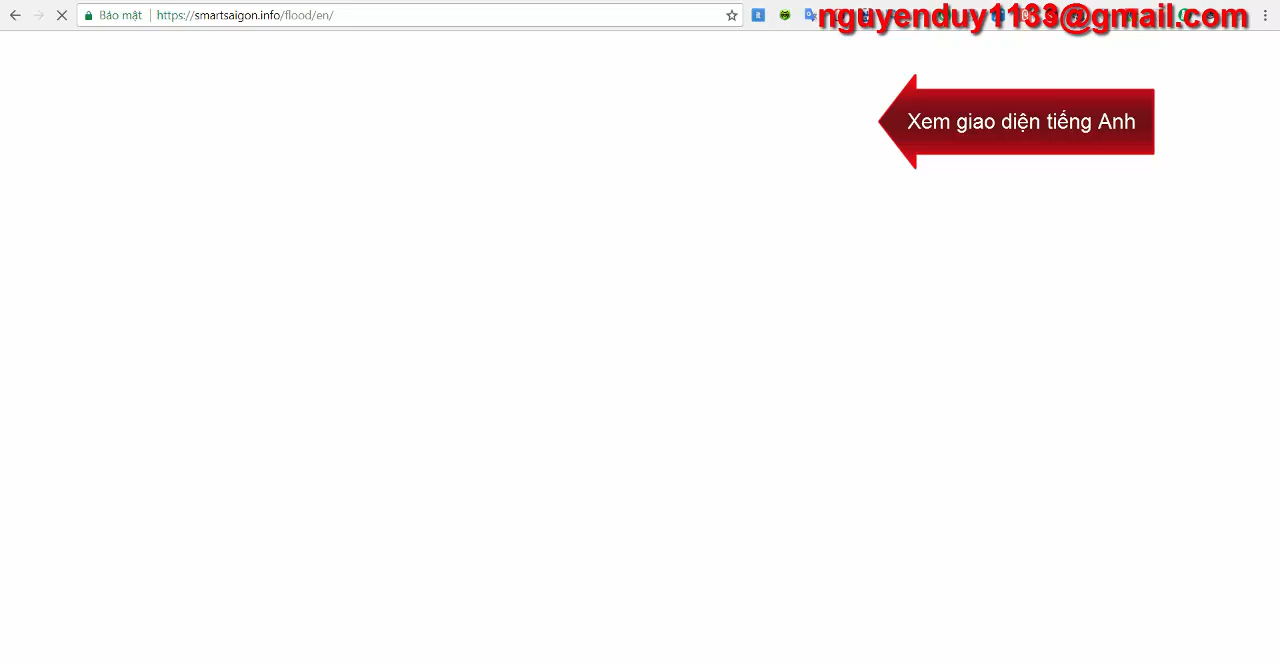 Bảo mật https://smartsaigon.info/flood/en/
nguyenduy1133@gmail.com
Xem giao diện tiếng Anh